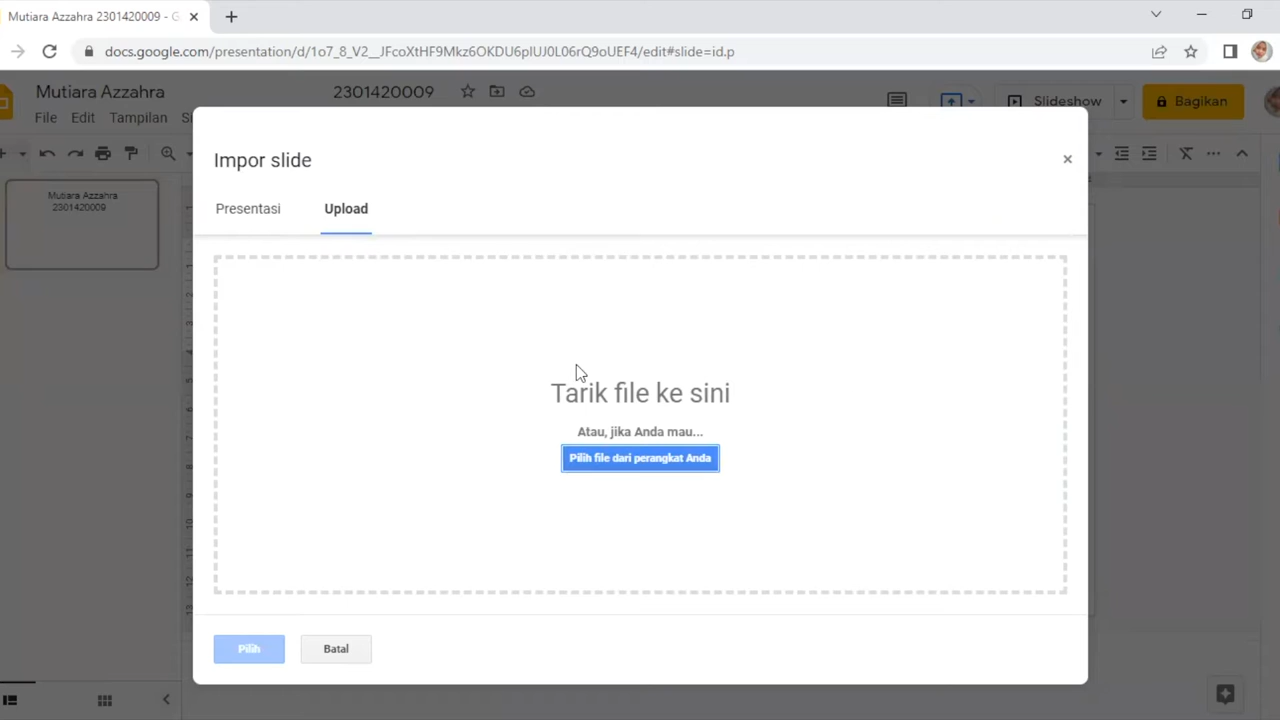 Mutiara Azzahra 2301420009 - G
docs.google.com/presentation/d/1o7_8_V2__JFcoXtHF9Mkz6OKDU6pIUJ0L06rQ9oUEF4/edit#slide=id.p
Mutiara Azzahra 2301420009
Slideshow
Bagikan
File Edit Tampilan
Impor slide
Presentasi Upload
Mutiara Azzahra
2301420009
Tarik file ke sini
Atau, jika Anda mau...
Pilih file dari perangkat Anda
Pilih Batal